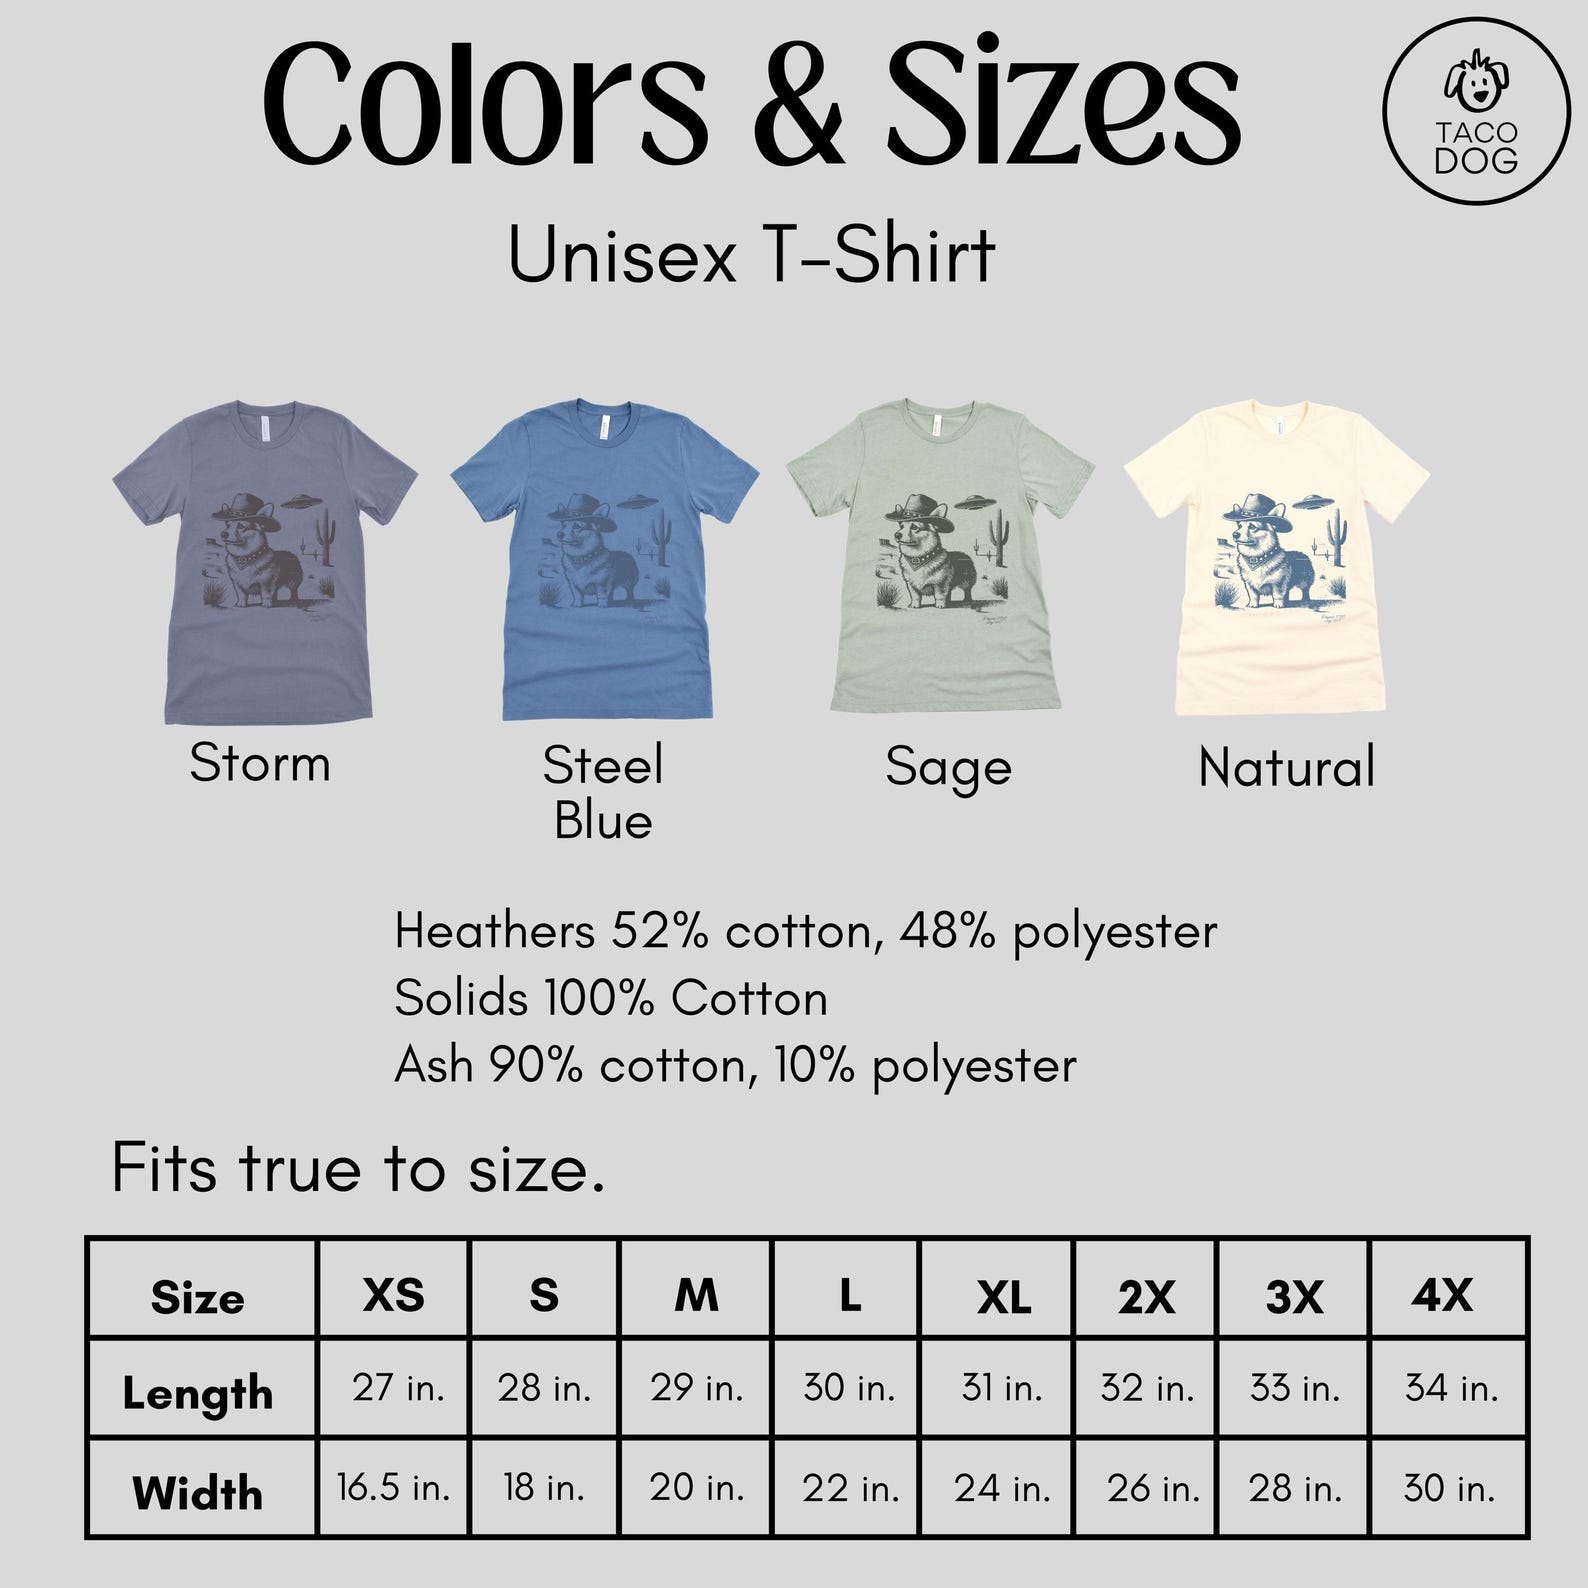 Colors & Sizes
TACO
DOG
Unisex T-Shirt
Storm
Steel
Blue
Sage
Natural
Heathers 52% cotton, 48% polyester
Solids 100% Cotton
Ash 90% cotton, 10% polyester
Fits true to size.
Size XS S M L XL 2X 3X 4X
Length 27 in. 28 in. 29 in. 30 in. 31 in. 32 in. 33 in. 34 in.
Width 16.5 in. 18 in. 20 in. 22 in. 24 in. 26 in. 28 in. 30 in.